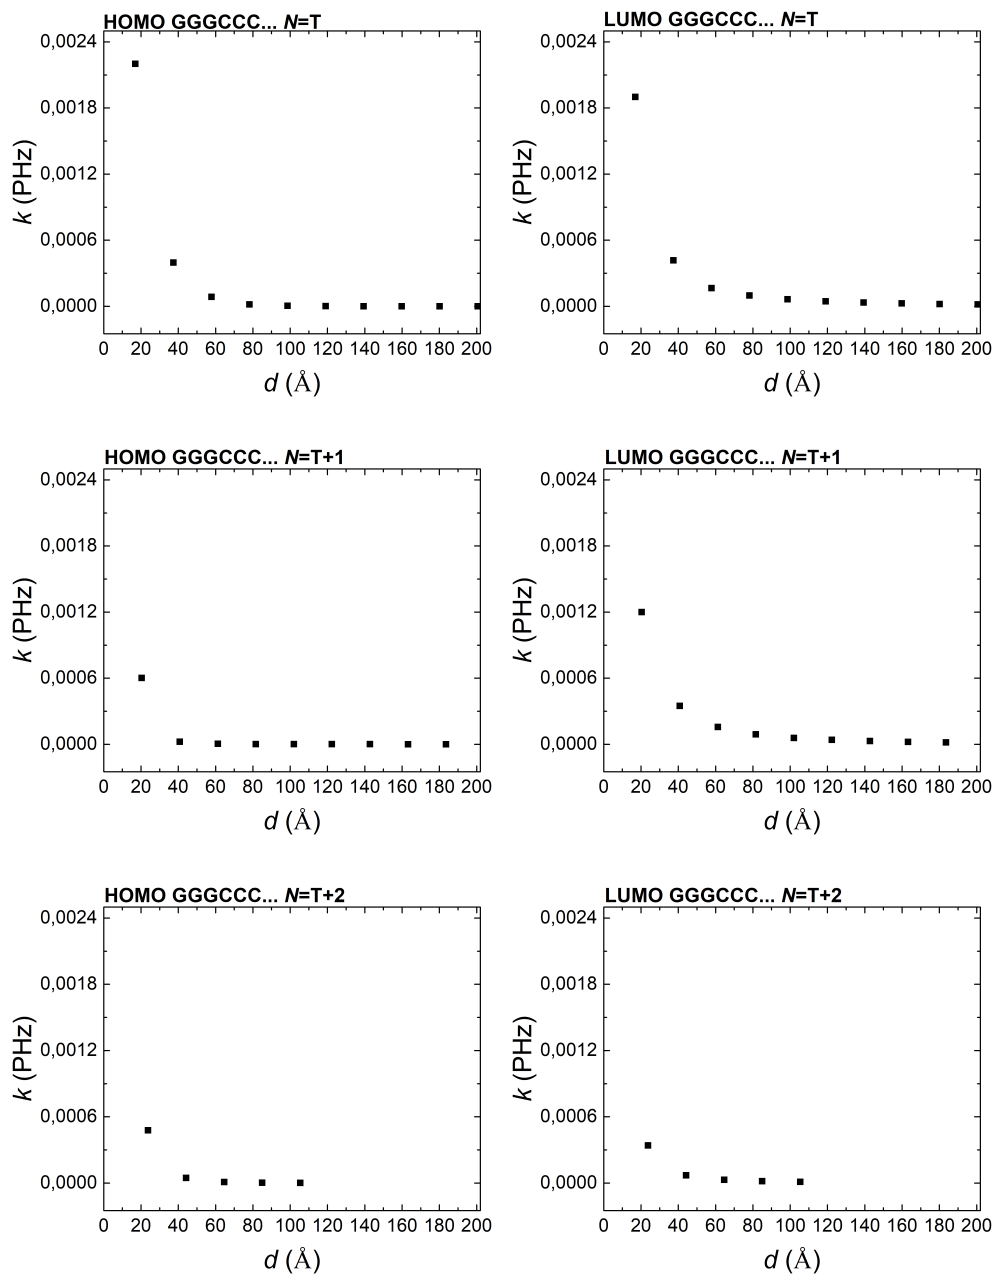 HOMO GGGCCC... N=T
0,0024
0,0018
0,0012
0,0006
0,0000
k (PHz)
0 20 40 60 80 100 120 140 160 180 200
d (Å)
LUMO GGGCCC... N=T
0,0024
0,0018
0,0012
0,0006
0,0000
k (PHz)
0 20 40 60 80 100 120 140 160 180 200
d (Å)
HOMO GGGCCC... N=T+1
0,0024
0,0018
0,0012
0,0006
0,0000
k (PHz)
0 20 40 60 80 100 120 140 160 180 200
d (Å)
LUMO GGGCCC... N=T+1
0,0024
0,0018
0,0012
0,0006
0,0000
k (PHz)
0 20 40 60 80 100 120 140 160 180 200
d (Å)
HOMO GGGCCC... N=T+2
0,0024
0,0018
0,0012
0,0006
0,0000
k (PHz)
0 20 40 60 80 100 120 140 160 180 200
d (Å)
LUMO GGGCCC... N=T+2
0,0024
0,0018
0,0012
0,0006
0,0000
k (PHz)
0 20 40 60 80 100 120 140 160 180 200
d (Å)